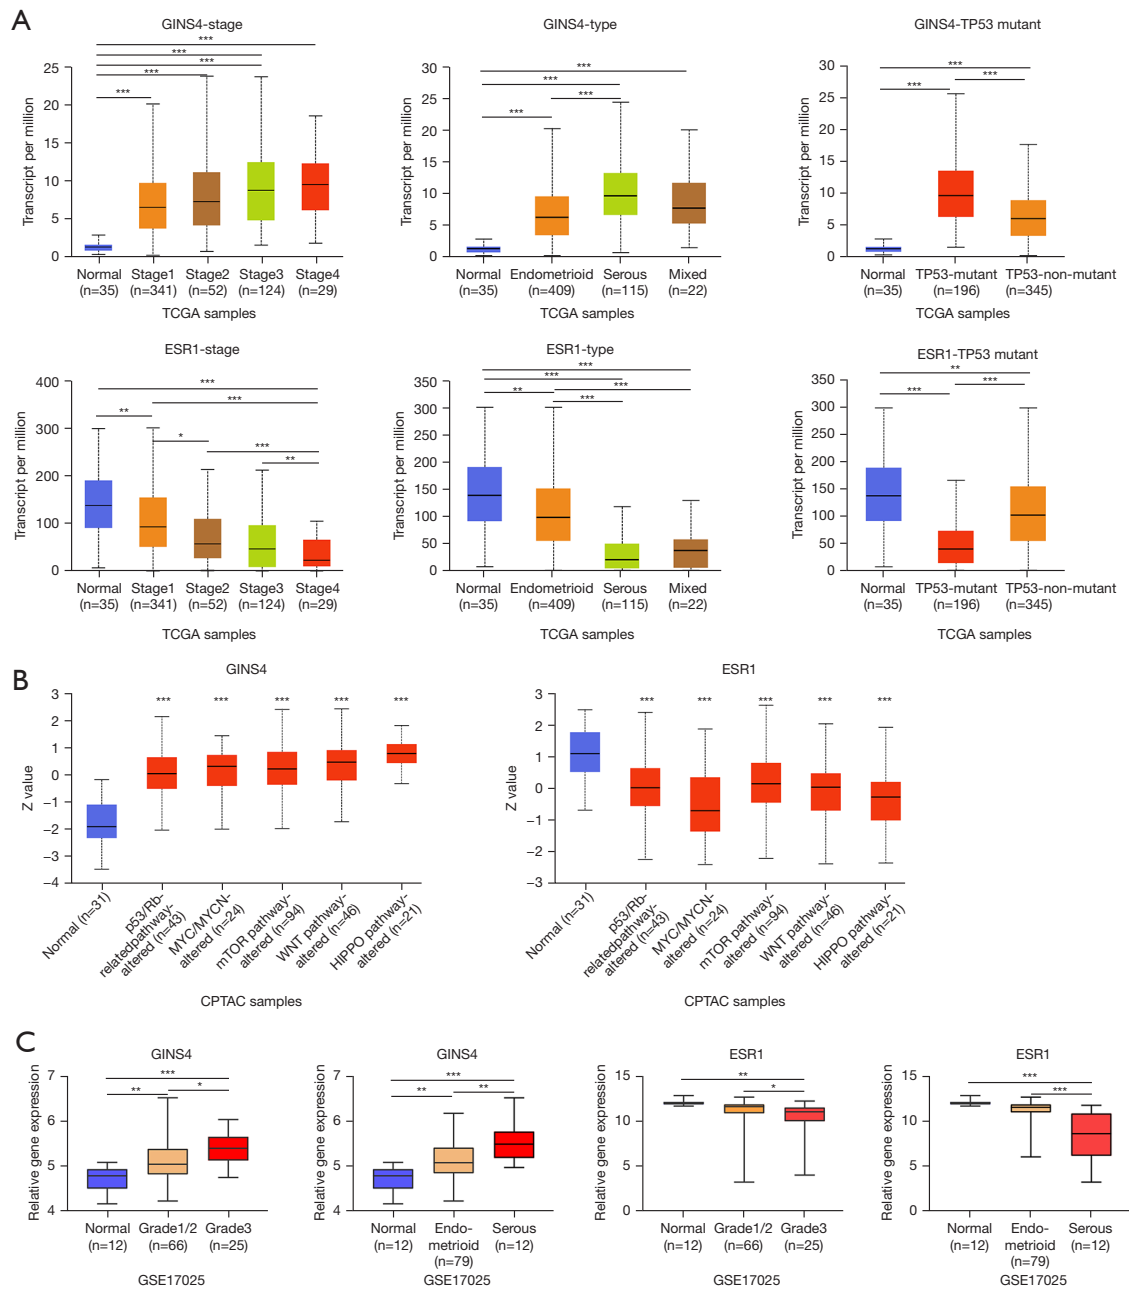 A
GINS4-stage
GINS4-type
GINS4-TP53 mutant
Transcript per million
25
20
15
10
5
0
***
***
***
***
***
Normal (n=35)
Stage1 (n=341)
Stage2 (n=52)
Stage3 (n=124)
Stage4 (n=29)
TCGA samples
Transcript per million
30
25
20
15
10
5
0
***
***
***
***
Normal (n=35)
Endometrioid (n=409)
Serous (n=115)
Mixed (n=22)
TCGA samples
Transcript per million
30
25
20
15
10
5
0
***
***
***
Normal (n=35)
TP53-mutant (n=196)
TP53-non-mutant (n=345)
TCGA samples
ESR1-stage
ESR1-type
ESR1-TP53 mutant
Transcript per million
400
300
200
100
0
***
***
**
*
***
**
Normal (n=35)
Stage1 (n=341)
Stage2 (n=52)
Stage3 (n=124)
Stage4 (n=29)
TCGA samples
Transcript per million
350
300
250
200
150
100
50
0
***
***
**
***
***
Normal (n=35)
Endometrioid (n=409)
Serous (n=115)
Mixed (n=22)
TCGA samples
Transcript per million
350
300
250
200
150
100
50
0
**
***
***
Normal (n=35)
TP53-mutant (n=196)
TP53-non-mutant (n=345)
TCGA samples
B
GINS4
Z value
3
2
1
0
−1
−2
−3
−4
*** *** *** *** ***
Normal (n=31)
p53/Rb-relatedpathway-altered (n=43)
MYC/MYCN-altered (n=24)
mTOR pathway-altered (n=94)
WNT pathway-altered (n=46)
HIPPO pathway-altered (n=21)
CPTAC samples
ESR1
Z value
3
2
1
0
−1
−2
−3
*** *** *** *** ***
Normal (n=31)
p53/Rb-relatedpathway-altered (n=43)
MYC/MYCN-altered (n=24)
mTOR pathway-altered (n=94)
WNT pathway-altered (n=46)
HIPPO pathway-altered (n=21)
CPTAC samples
C
GINS4
Relative gene expression
7
6
5
4
***
**
*
Normal (n=12)
Grade1/2 (n=66)
Grade3 (n=25)
GSE17025
GINS4
Relative gene expression
7
6
5
4
***
**
**
Normal (n=12)
Endo-metrioid (n=79)
Serous (n=12)
GSE17025
ESR1
Relative gene expression
15
10
5
0
**
*
Normal (n=12)
Grade1/2 (n=66)
Grade3 (n=25)
GSE17025
ESR1
Relative gene expression
15
10
5
0
***
***
Normal (n=12)
Endo-metrioid (n=79)
Serous (n=12)
GSE17025